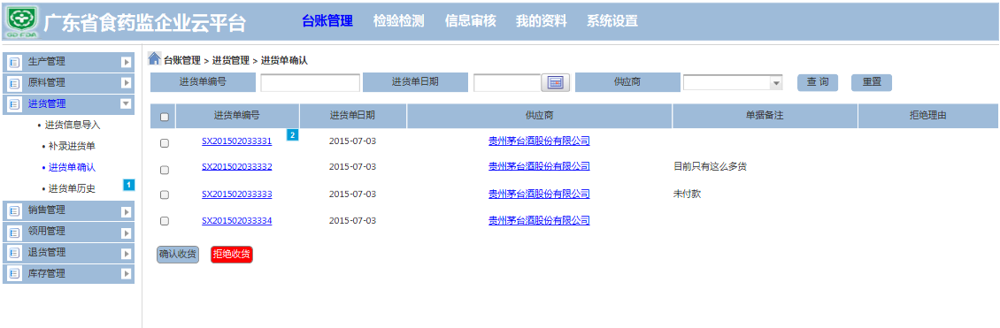 广东省食药监企业云平台
台账管理 检验检测 信息审核 我的资料 系统设置
生产管理
原料管理
进货管理
进货信息导入
补录进货单
进货单确认
进货单历史 1
销售管理
领用管理
退货管理
库存管理
台账管理 > 进货管理 > 进货单确认
进货单编号 进货单日期 供应商 查 询 重置
进货单编号 进货单日期 供应商 单据备注 拒绝理由
SX201502033331 2 2015-07-03 贵州茅台酒股份有限公司
SX201502033332 2015-07-03 贵州茅台酒股份有限公司 目前只有这么多货
SX201502033333 2015-07-03 贵州茅台酒股份有限公司 未付款
SX201502033334 2015-07-03 贵州茅台酒股份有限公司
确认收货 拒绝收货